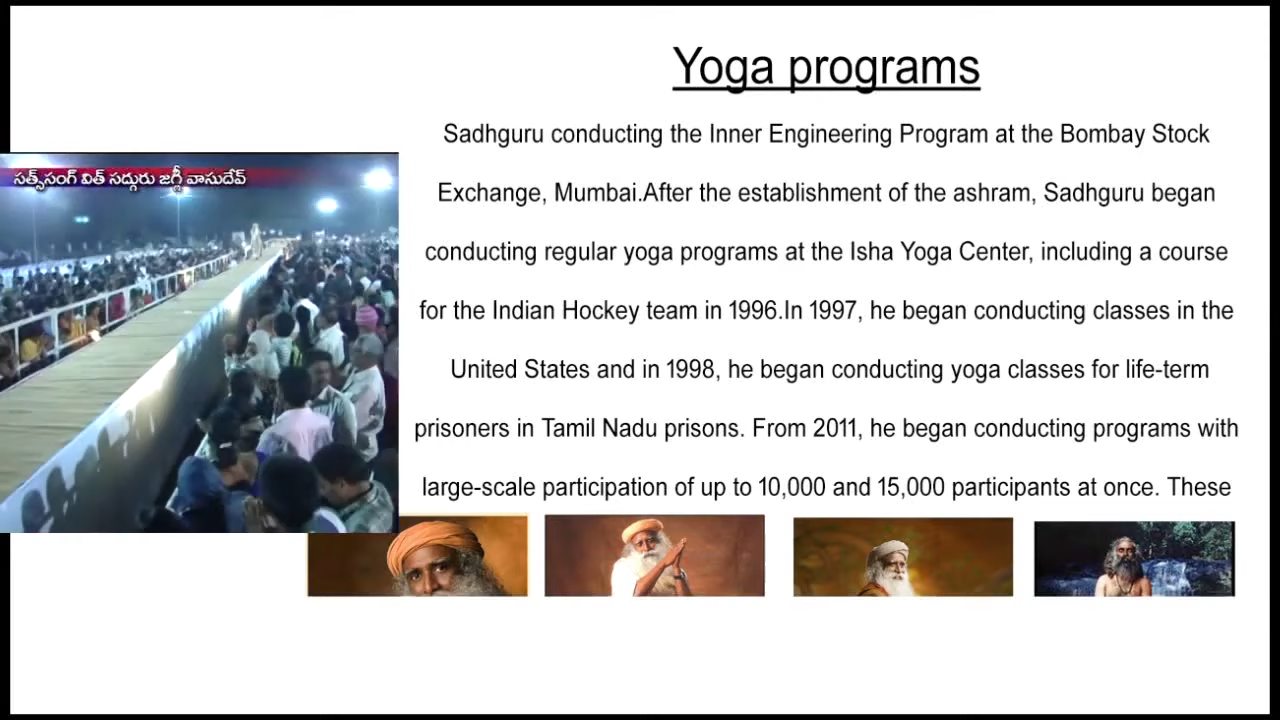 Yoga programs
Sadhguru conducting the Inner Engineering Program at the Bombay Stock
Exchange, Mumbai.After the establishment of the ashram, Sadhguru began
conducting regular yoga programs at the Isha Yoga Center, including a course
for the Indian Hockey team in 1996.In 1997, he began conducting classes in the
United States and in 1998, he began conducting yoga classes for life-term
prisoners in Tamil Nadu prisons. From 2011, he began conducting programs with
large-scale participation of up to 10,000 and 15,000 participants at once. These
సత్స్‌సంగ్ విత్ సద్గురు జగ్గీ వాసుదేవ్